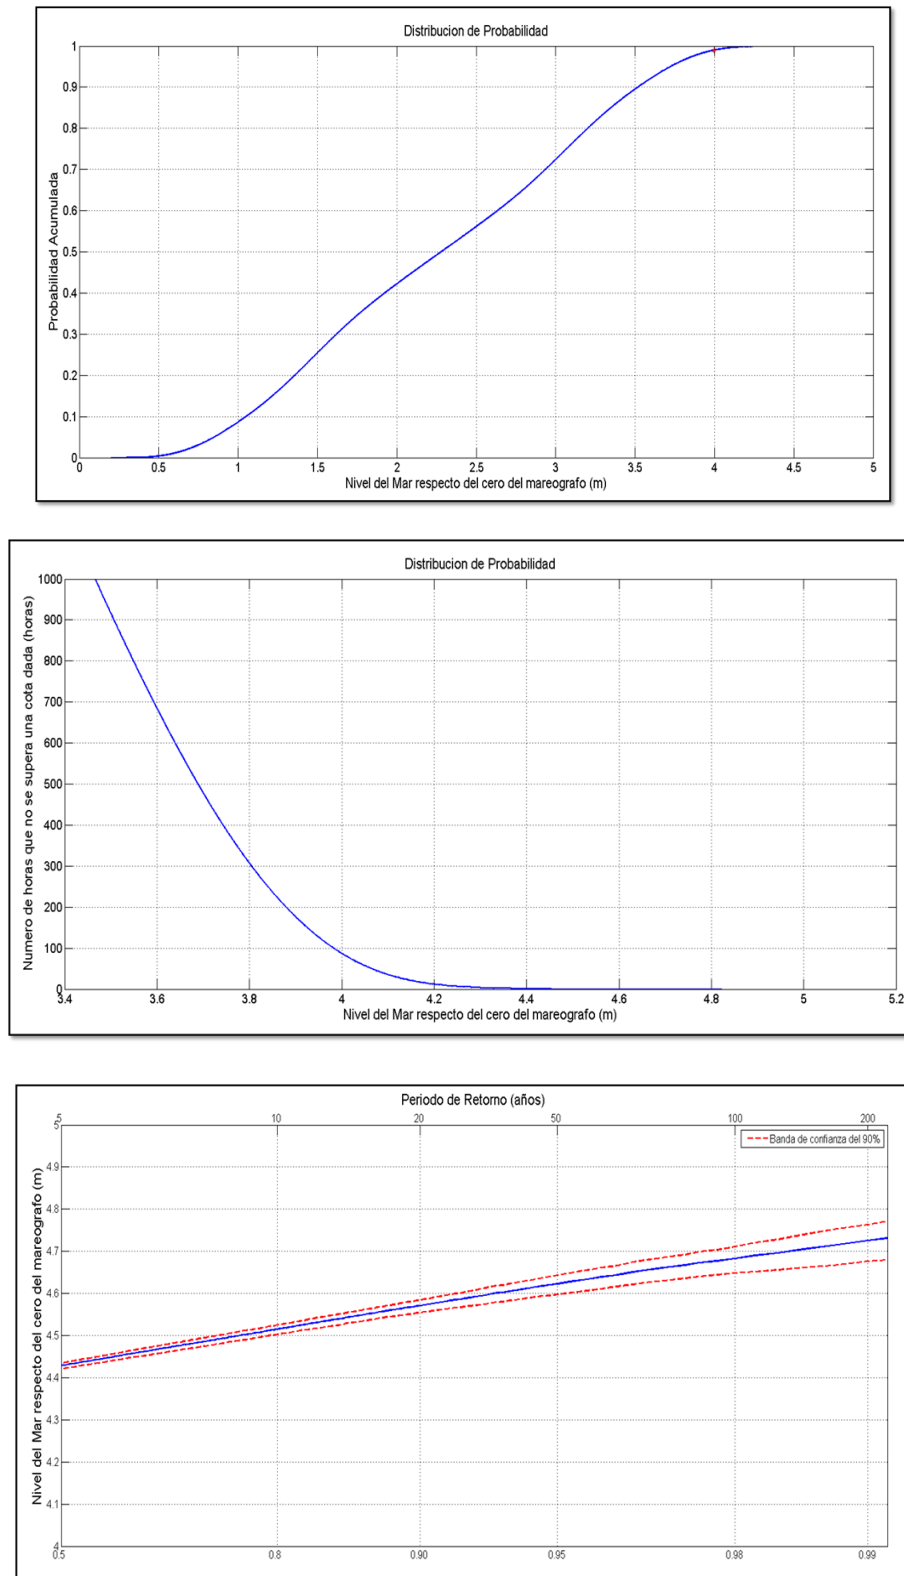 Distribucion de Probabilidad
Probabilidad Acumulada
1
0.9
0.8
0.7
0.6
0.5
0.4
0.3
0.2
0.1
0
0 0.5 1 1.5 2 2.5 3 3.5 4 4.5 5
Nivel del Mar respecto del cero del mareografo (m)
Distribucion de Probabilidad
Numero de horas que no se supera una cota dada (horas)
1000
900
800
700
600
500
400
300
200
100
0
3.4 3.6 3.8 4 4.2 4.4 4.6 4.8 5 5.2
Nivel del Mar respecto del cero del mareografo (m)
Periodo de Retorno (años)
5 10 20 50 100 200
Banda de confianza del 90%
Nivel del Mar respecto del cero del mareografo (m)
5
4.9
4.8
4.7
4.6
4.5
4.4
4.3
4.2
4.1
4
0.5 0.8 0.90 0.95 0.98 0.99